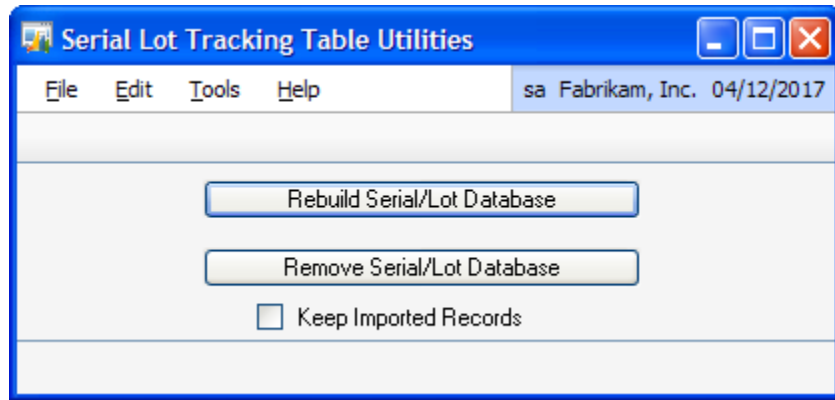 Serial Lot Tracking Table Utilities
File Edit Tools Help sa Fabrikam, Inc. 04/12/2017
Rebuild Serial/Lot Database
Remove Serial/Lot Database
Keep Imported Records